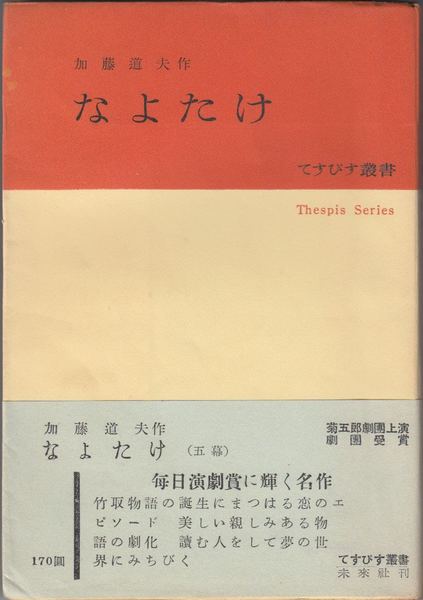 加藤道夫作
なよたけ
てすぴす叢書
Thespis Series
加藤道夫作
なよたけ（五幕）
菊五郎劇團上演
劇團受賞
毎日演劇賞に輝く名作
竹取物語の誕生にまつはる恋のエ
ピソード　美しい親しみある物
語の劇化　讀む人をして夢の世
界にみちびく
170圓
てすぴす叢書
未來社刊